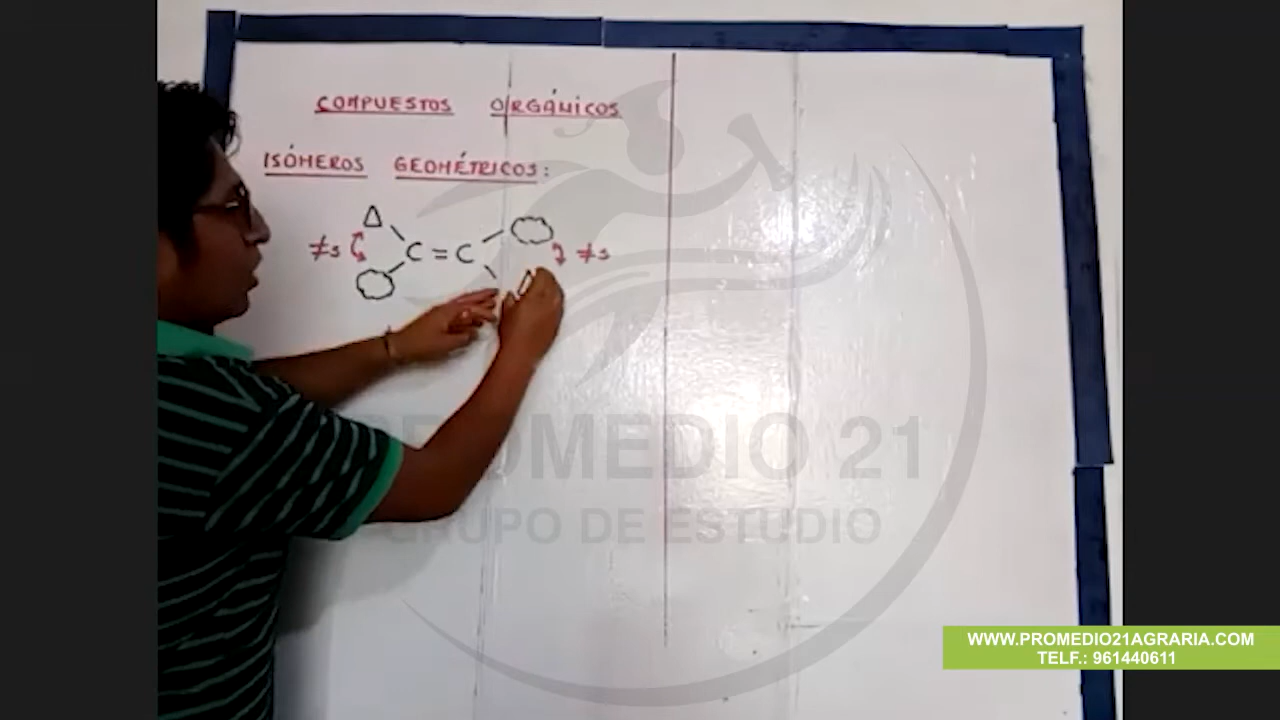 COMPUESTOS ORGÁNICOS
ISÓMEROS GEOMÉTRICOS:
≠s C = C ≠s
PROMEDIO 21
GRUPO DE ESTUDIO
WWW.PROMEDIO21AGRARIA.COM
TELF.: 961440611